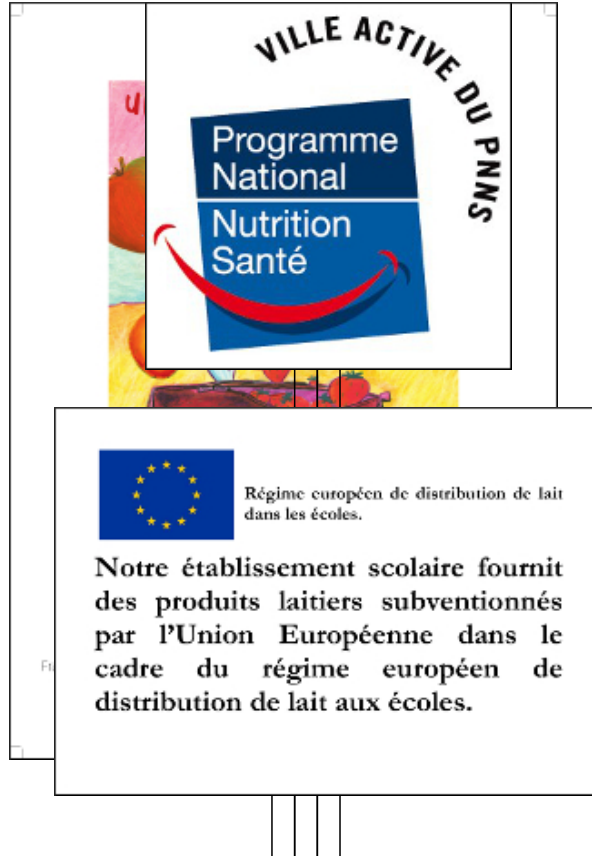 VILLE ACTIVE DU PNNS
Programme
National
Nutrition
Santé
Régime européen de distribution de lait
dans les écoles.
Notre établissement scolaire fournit
des produits laitiers subventionnés
par l'Union Européenne dans le
cadre du régime européen de
distribution de lait aux écoles.